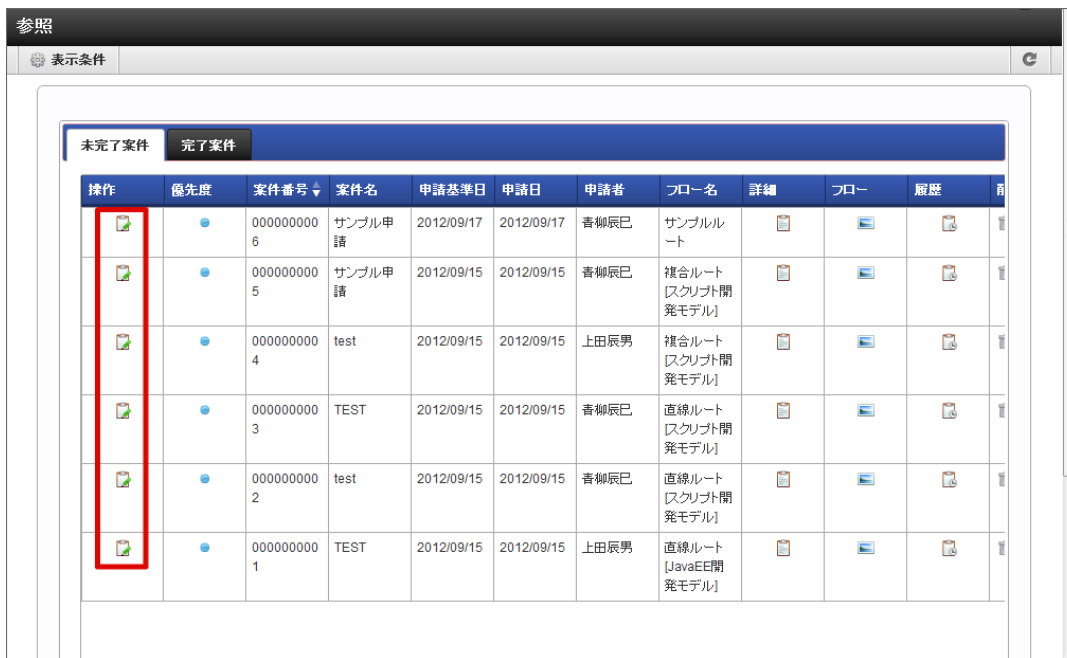 参照
表示条件
未完了案件 完了案件
操作 優先度 案件番号 案件名 申請基準日 申請日 申請者 フロー名 詳細 フロー 履歴
000000000 サンプル申 2012/09/17 2012/09/17 青柳辰巳 サンプルル
6 請 ート
000000000 サンプル申 2012/09/15 2012/09/15 青柳辰巳 複合ルート
5 請 [スクリプト開
発モデル]
000000000 test 2012/09/15 2012/09/15 上田辰男 複合ルート
4 [スクリプト開
発モデル]
000000000 TEST 2012/09/15 2012/09/15 青柳辰巳 直線ルート
3 [スクリプト開
発モデル]
000000000 test 2012/09/15 2012/09/15 青柳辰巳 直線ルート
2 [スクリプト開
発モデル]
000000000 TEST 2012/09/15 2012/09/15 上田辰男 直線ルート
1 [JavaEE開
発モデル]